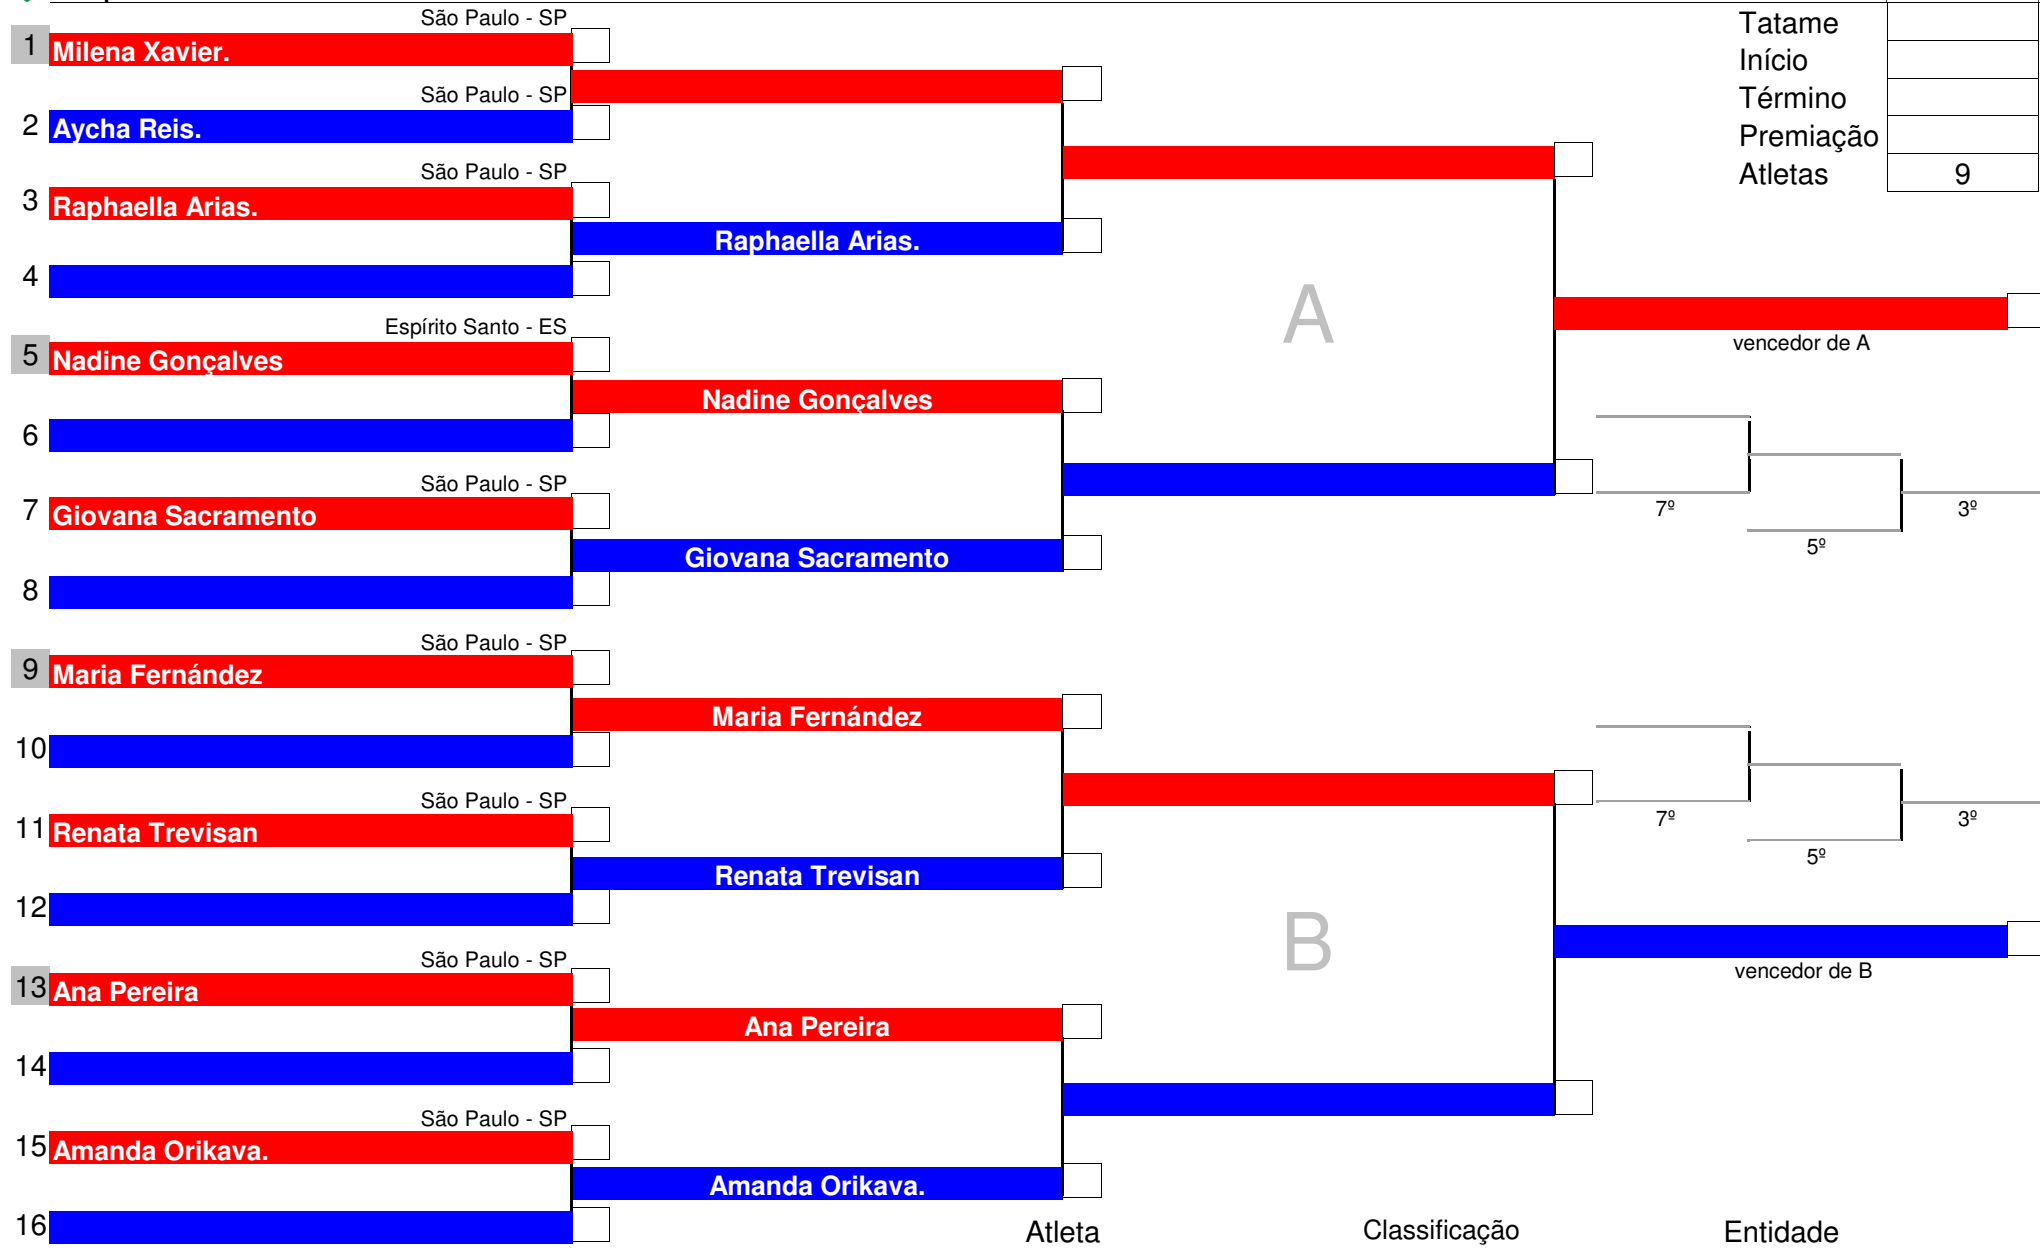 São Paulo - SP
1 Milena Xavier.
São Paulo - SP
2 Aycha Reis.
São Paulo - SP
3 Raphaella Arias.
Raphaella Arias.
4
Espírito Santo - ES
5 Nadine Gonçalves
Nadine Gonçalves
6
São Paulo - SP
7 Giovana Sacramento
Giovana Sacramento
8
São Paulo - SP
9 Maria Fernández
Maria Fernández
10
São Paulo - SP
11 Renata Trevisan
Renata Trevisan
12
São Paulo - SP
13 Ana Pereira
Ana Pereira
14
São Paulo - SP
15 Amanda Orikava.
Amanda Orikava.
16
A
B
Tatame
Início
Término
Premiação
Atletas 9
vencedor de A
7º
3º
5º
7º
3º
5º
vencedor de B
Atleta Classificação Entidade